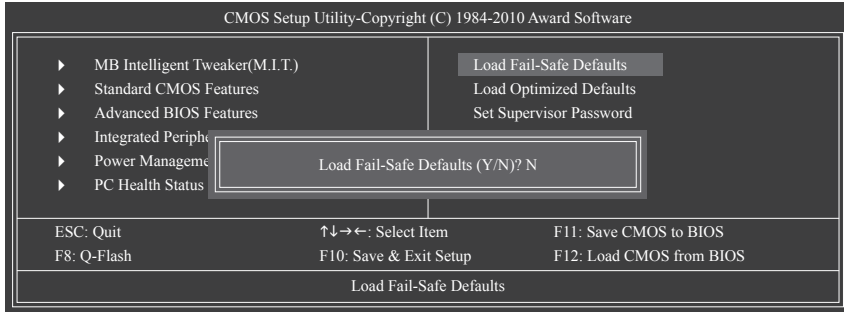 CMOS Setup Utility-Copyright (C) 1984-2010 Award Software
MB Intelligent Tweaker(M.I.T.)
Standard CMOS Features
Advanced BIOS Features
Integrated
Power
PC Health Status
Load Fail-Safe Defaults
Load Optimized Defaults
Set Supervisor Password
Load Fail-Safe Defaults (Y/N)? N
ESC: Quit
↑↓→←: Select Item
F11: Save CMOS to BIOS
F8: Q-Flash
F10: Save & Exit Setup
F12: Load CMOS from BIOS
Load Fail-Safe Defaults